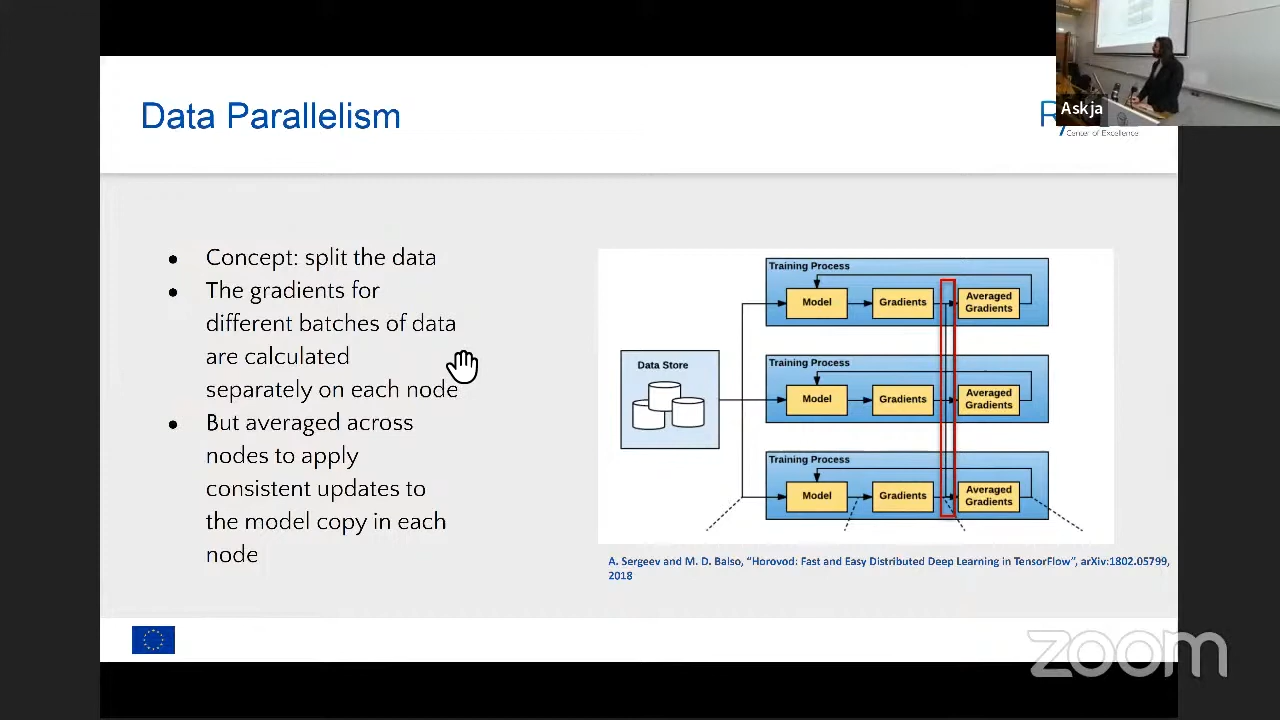 Data Parallelism
Askja
Center of Excellence
● Concept: split the data
● The gradients for
different batches of data
are calculated
separately on each node
● But averaged across
nodes to apply
consistent updates to
the model copy in each
node
Data Store
Training Process
Model
Gradients
Averaged
Gradients
Training Process
Model
Gradients
Averaged
Gradients
Training Process
Model
Gradients
Averaged
Gradients
A. Sergeev and M. D. Balso, “Horovod: Fast and Easy Distributed Deep Learning in TensorFlow”, arXiv:1802.05799,
2018
zoom